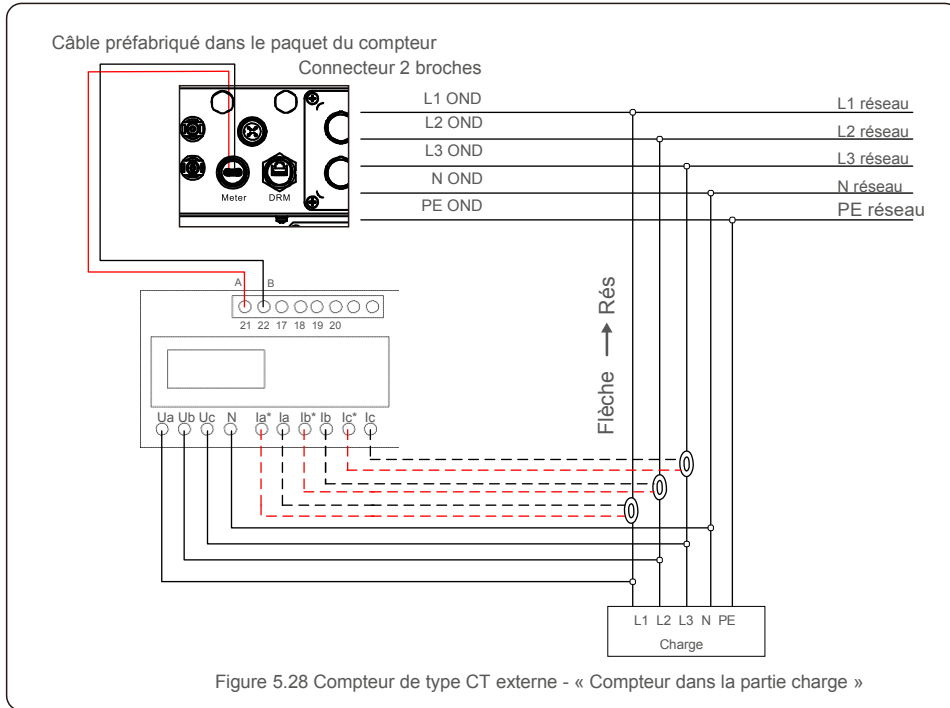 Câble préfabriqué dans le paquet du compteur
Connecteur 2 broches
L1 OND
L1 réseau
L2 OND
L2 réseau
L3 OND
L3 réseau
N OND
N réseau
PE OND
PE réseau
Meter DRM
A B
21 22 17 18 19 20
Flèche → Rés
Ua Ub Uc N Ia* Ia Ib* Ib Ic* Ic
L1 L2 L3 N PE
Charge
Figure 5.28 Compteur de type CT externe - « Compteur dans la partie charge »